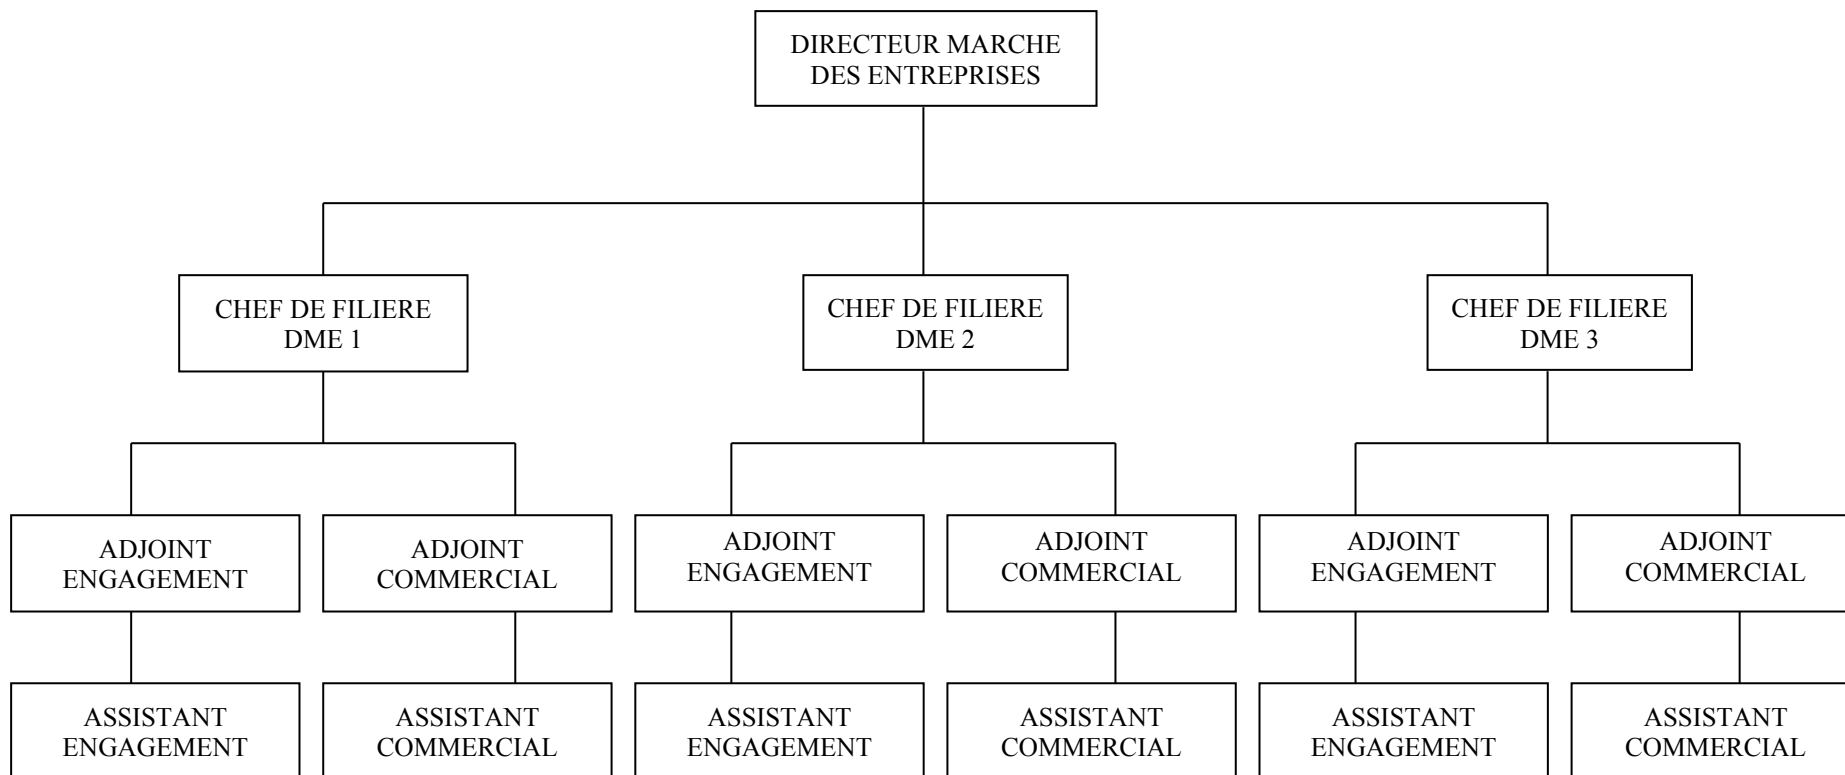 DIRECTEUR MARCHE
DES ENTREPRISES
CHEF DE FILIERE
DME 1
CHEF DE FILIERE
DME 2
CHEF DE FILIERE
DME 3
ADJOINT
ENGAGEMENT
ADJOINT
COMMERCIAL
ADJOINT
ENGAGEMENT
ADJOINT
COMMERCIAL
ADJOINT
ENGAGEMENT
ADJOINT
COMMERCIAL
ASSISTANT
ENGAGEMENT
ASSISTANT
COMMERCIAL
ASSISTANT
ENGAGEMENT
ASSISTANT
COMMERCIAL
ASSISTANT
ENGAGEMENT
ASSISTANT
COMMERCIAL